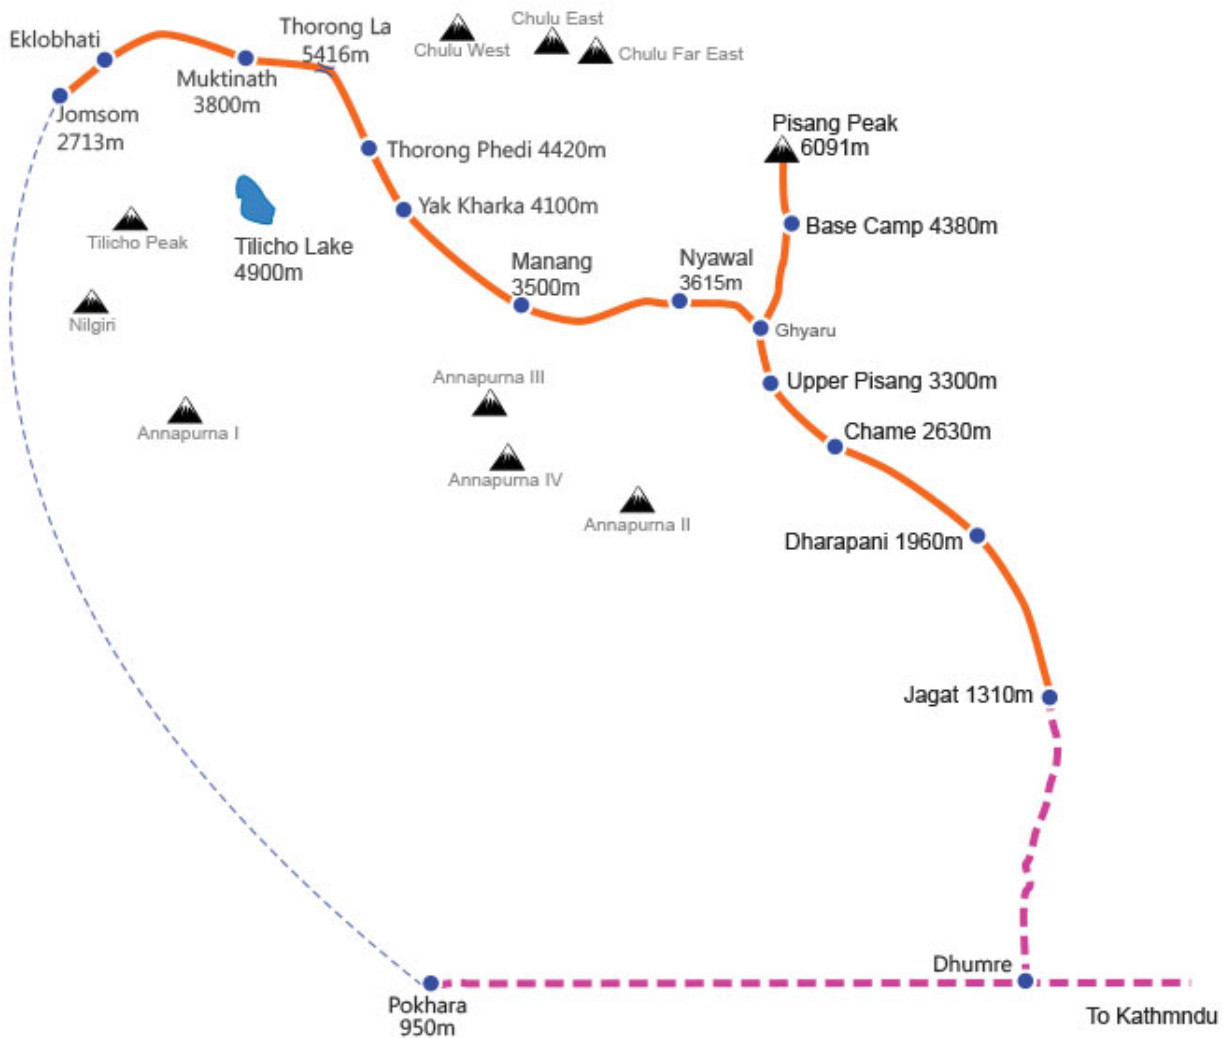 Eklobhati
Thorong La
5416m
Chulu East
Chulu West
Chulu Far East
Muktinath
3800m
Jomsom
2713m
Pisang Peak
6091m
Thorong Phedi 4420m
Yak Kharka 4100m
Base Camp 4380m
Tilicho Peak
Tilicho Lake
4900m
Manang
3500m
Nyawal
3615m
Nilgiri
Ghyaru
Annapurna III
Upper Pisang 3300m
Annapurna I
Chame 2630m
Annapurna IV
Annapurna II
Dharapani 1960m
Jagat 1310m
Dhumre
Pokhara
950m
To Kathmndu